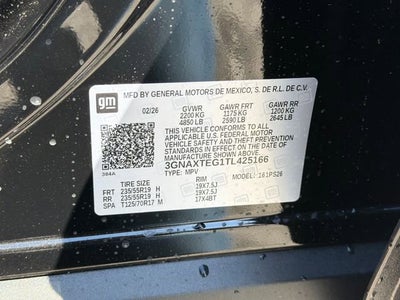 gm
MFD BY GENERAL MOTORS DE MEXICO, S. DE R.L. DE C.V.
02/26 GVWR GAWR FRT GAWR RR
2200 KG 1175 KG 1200 KG
4850 LB 2590 LB 2645 LB
THIS VEHICLE CONFORMS TO ALL
APPLICABLE U.S. FEDERAL MOTOR
VEHICLE SAFETY AND THEFT PREVENTION
STANDARDS IN EFFECT ON THE DATE OF
MANUFACTURE SHOWN ABOVE.
384A 3GNAXTEG1TL425166
TYPE: MPV MODEL: 161PS26
TIRE SIZE RIM
FRT 235/55R19 H 19X7.5J
RR 235/55R19 H 19X7.5J
SPA T125/70R17 M 17X4BT